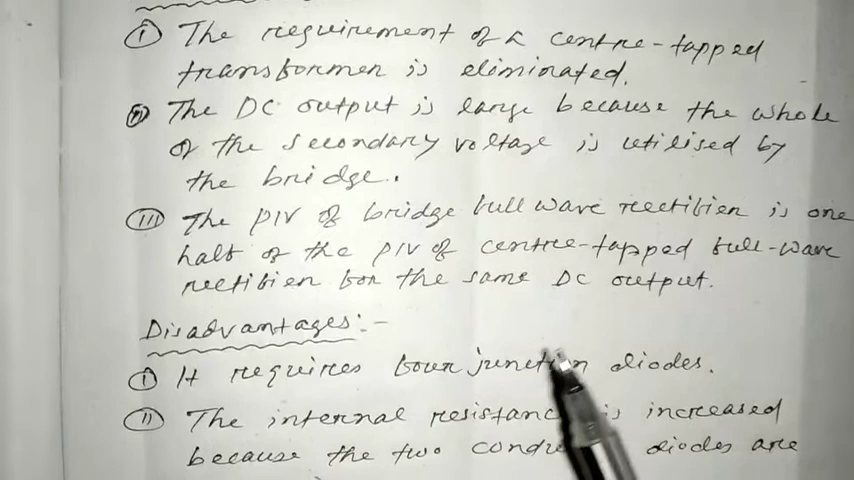 (i) The requirement of a centre-tapped
transformer is eliminated.
(ii) The DC output is large because the whole
of the secondary voltage is utilised by
the bridge.
(III) The PIV of bridge full wave rectifier is one
half of the PIV of centre-tapped full-wave
rectifier for the same DC output.
Disadvantages:-
(i) It requires four junction diodes.
(II) The internal resistance is increased
because the two diodes are